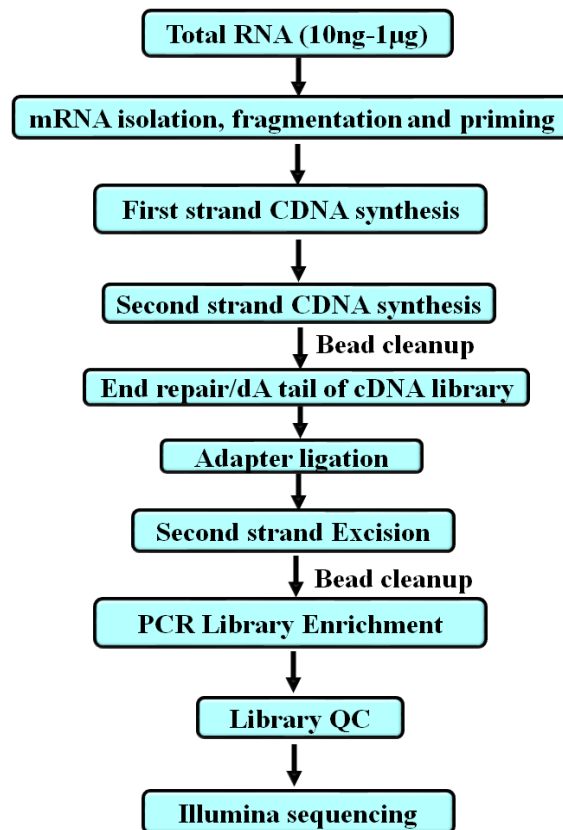 Total RNA (10ng-1μg)
mRNA isolation, fragmentation and priming
First strand CDNA synthesis
Second strand CDNA synthesis
Bead cleanup
End repair/dA tail of cDNA library
Adapter ligation
Second strand Excision
Bead cleanup
PCR Library Enrichment
Library QC
Illumina sequencing